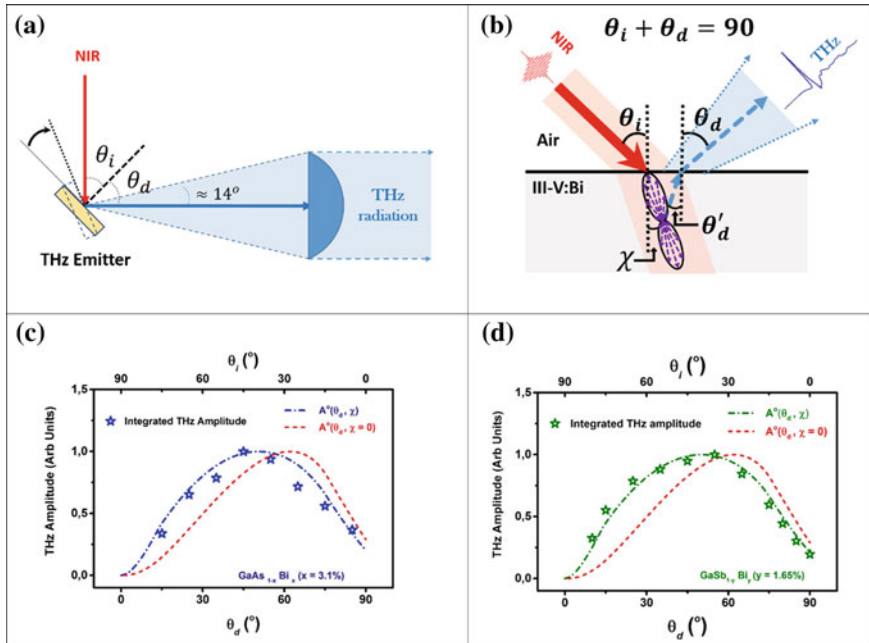 (a)
NIR
θi
θd
≈ 14°
THz
radiation
THz Emitter
(b)
θi + θd = 90
NIR
THz
θi
θd
Air
III-V:Bi
θ′d
χ
(c)
θi (°)
90 60 30 0
Integrated THz Amplitude
A°(θd, χ)
A°(θd, χ = 0)
THz Amplitude (Arb Units)
1,0
0,5
0,0
GaAs1-x Bix (x = 3.1%)
0 30 60 90
θd (°)
(d)
θi (°)
90 60 30 0
Integrated THz amplitude
A°(θd, χ)
A°(θd, χ = 0)
THz Amplitude (Arb Units)
1,0
0,5
0,0
GaSb1-y Biy (y = 1.65%)
0 30 60 90
θd (°)